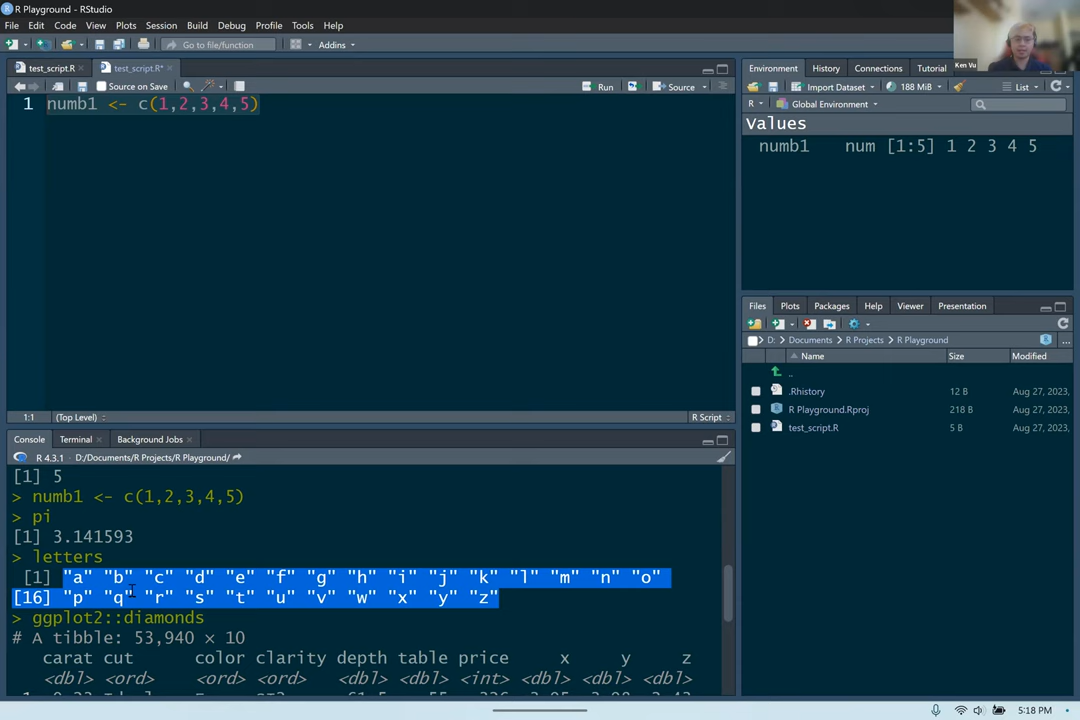 R Playground - RStudio
File Edit Code View Plots Session Build Debug Profile Tools Help
Go to file/function Addins
Ken Vu
test_script.R test_script.R*
Source on Save Run Source
1 numb1 <- c(1,2,3,4,5)
1:1 (Top Level) R Script
Environment History Connections Tutorial
Import Dataset 188 MiB List
R Global Environment
Values
numb1 num [1:5] 1 2 3 4 5
Files Plots Packages Help Viewer Presentation
D: Documents R Projects R Playground ...
Name Size Modified
..
.Rhistory 12 B Aug 27, 2023,
R Playground.Rproj 218 B Aug 27, 2023,
test_script.R 5 B Aug 27, 2023,
Console Terminal Background Jobs
R 4.3.1 · D:/Documents/R Projects/R Playground/
[1] 5
> numb1 <- c(1,2,3,4,5)
> pi
[1] 3.141593
> letters
[1] "a" "b" "c" "d" "e" "f" "g" "h" "i" "j" "k" "l" "m" "n" "o"
[16] "p" "q" "r" "s" "t" "u" "v" "w" "x" "y" "z"
> ggplot2::diamonds
# A tibble: 53,940 × 10
carat cut color clarity depth table price x y z
<dbl> <ord> <ord> <ord> <dbl> <dbl> <int> <dbl> <dbl> <dbl>
5:18 PM